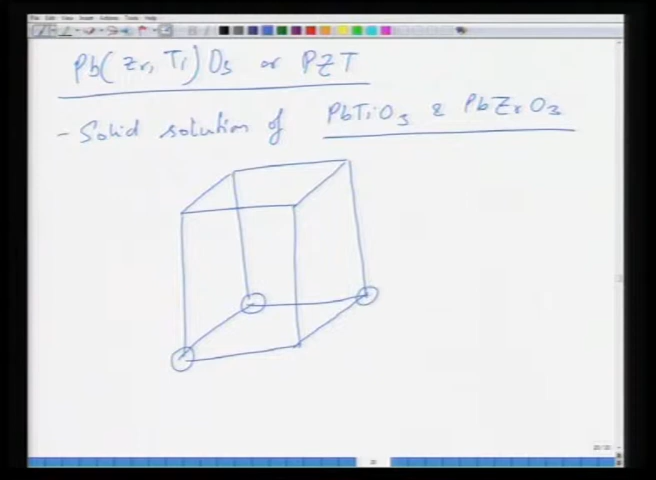 Pb(Zr, Ti)O3 or PZT
- Solid solution of PbTiO3 & PbZrO3